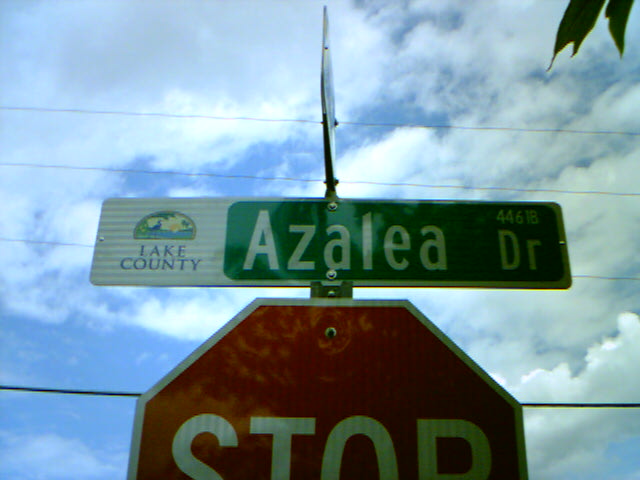 LAKE
COUNTY
Azalea Dr
4461B
STOP